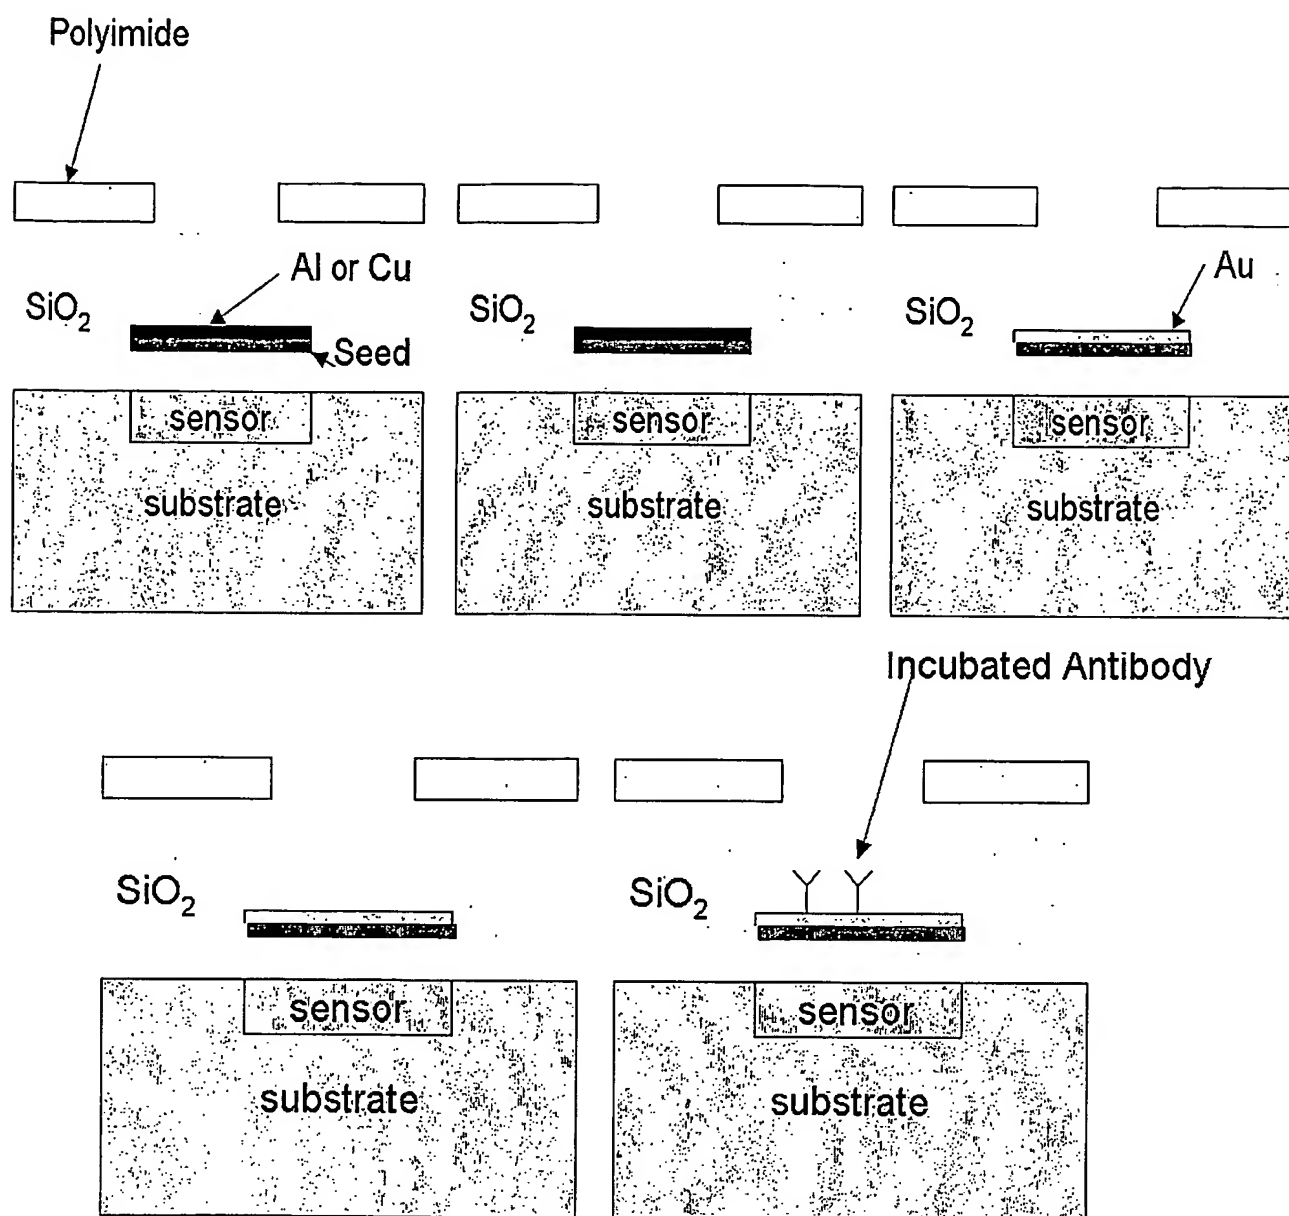 Polyimide
Al or Cu
SiO₂
Seed
sensor
substrate
SiO₂
sensor
substrate
Au
SiO₂
sensor
substrate
Incubated Antibody
SiO₂
sensor
substrate
SiO₂
sensor
substrate